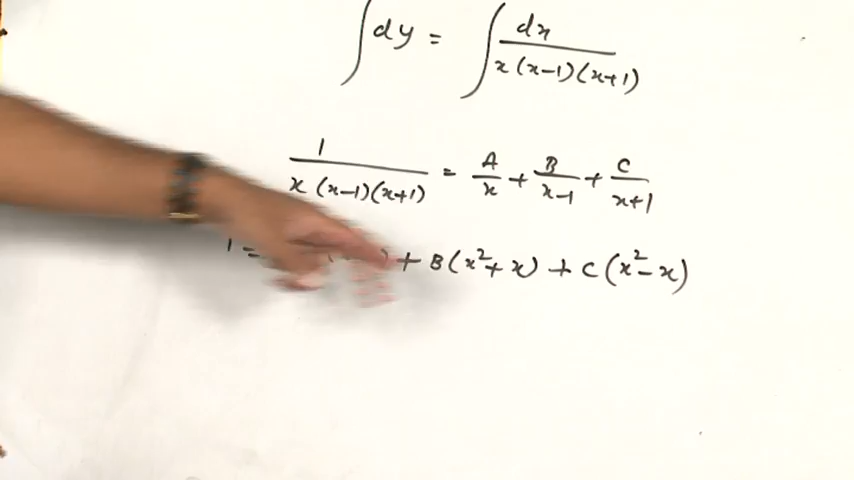 ∫ dy = ∫ dx / x (x-1)(x+1)
1 / x (x-1)(x+1) = A/x + B/x-1 + C/x+1
1 = + B(x²+x) + C(x²-x)